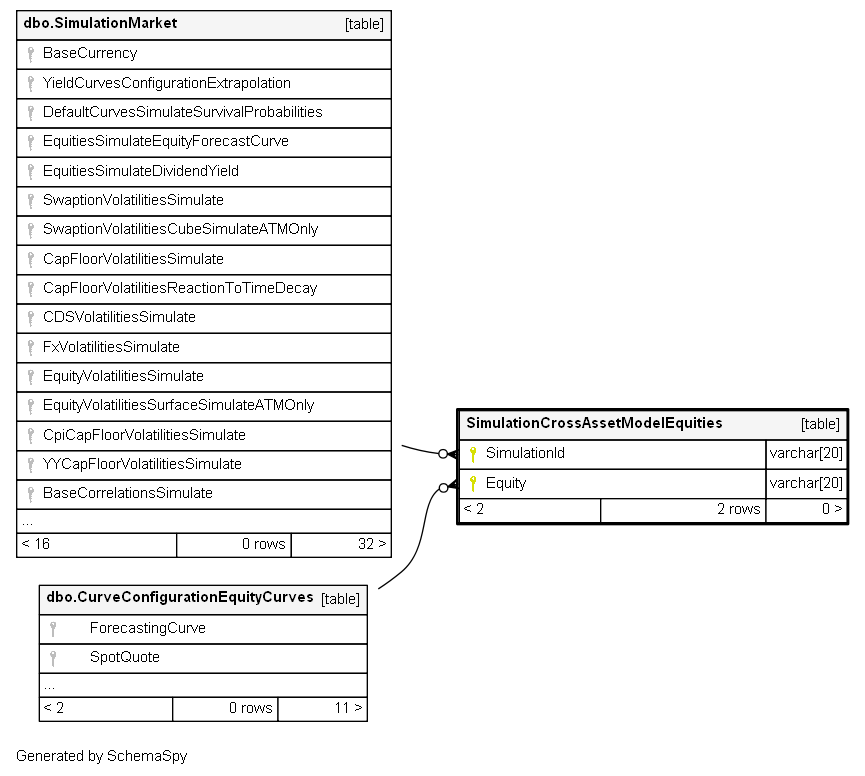 dbo.SimulationMarket [table]
BaseCurrency
YieldCurvesConfigurationExtrapolation
DefaultCurvesSimulateSurvivalProbabilities
EquitiesSimulateEquityForecastCurve
EquitiesSimulateDividendYield
SwaptionVolatilitiesSimulate
SwaptionVolatilitiesCubeSimulateATMOnly
CapFloorVolatilitiesSimulate
CapFloorVolatilitiesReactionToTimeDecay
CDSVolatilitiesSimulate
FxVolatilitiesSimulate
EquityVolatilitiesSimulate
EquityVolatilitiesSurfaceSimulateATMOnly
CpiCapFloorVolatilitiesSimulate
YYCapFloorVolatilitiesSimulate
BaseCorrelationsSimulate
...
< 16 0 rows 32 >
SimulationCrossAssetModelEquities [table]
SimulationId varchar[20]
Equity varchar[20]
< 2 2 rows 0 >
dbo.CurveConfigurationEquityCurves [table]
ForecastingCurve
SpotQuote
...
< 2 0 rows 11 >
Generated by SchemaSpy